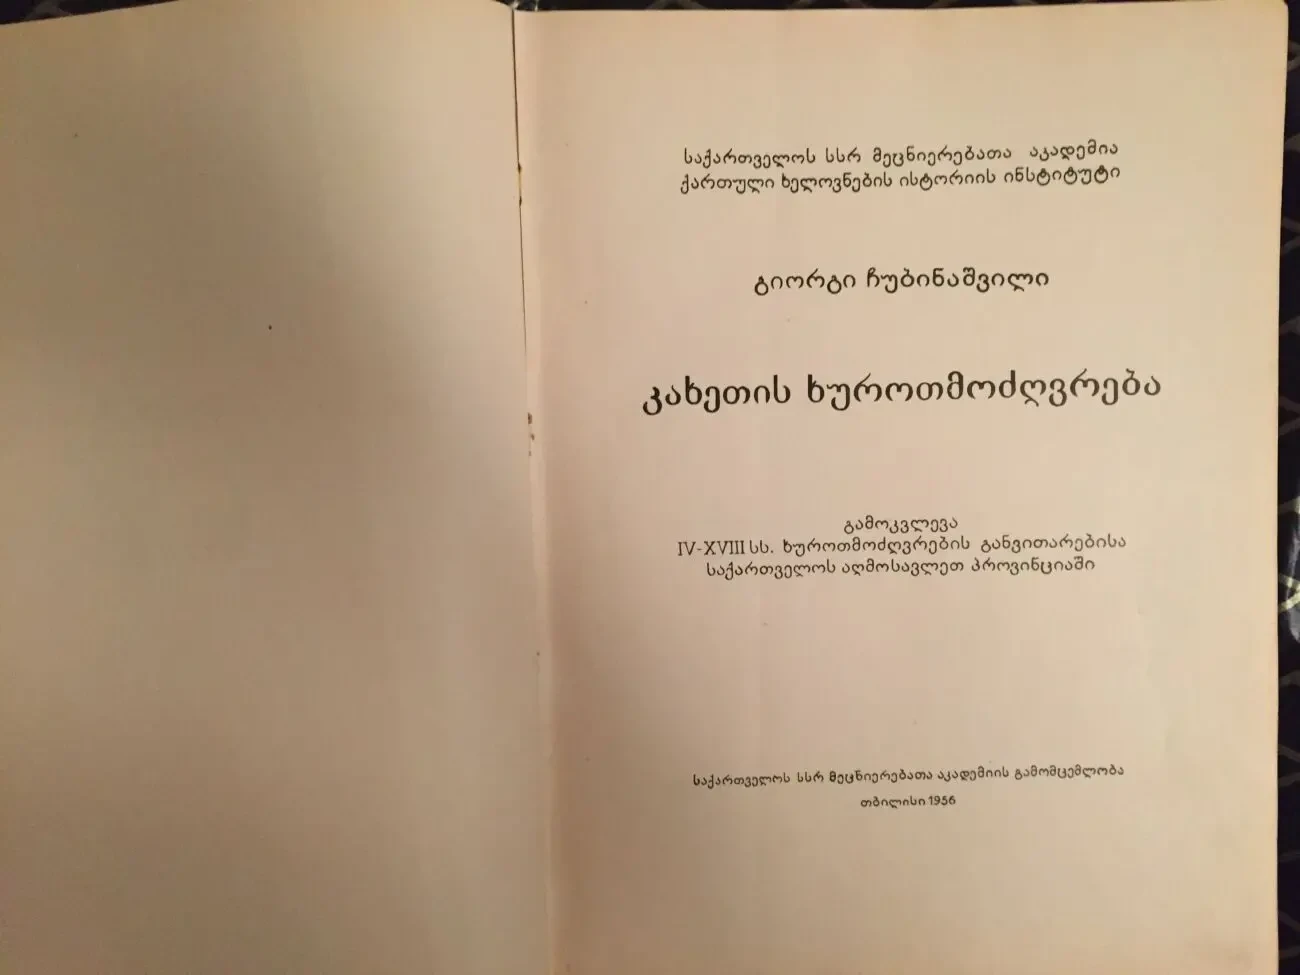 საქართველოს სსრ მეცნიერებათა აკადემია
ქართული ხელოვნების ისტორიის ინსტიტუტი
გიორგი ჩუბინაშვილი
კახეთის ხუროთმოძღვრება
გამოკვლევა
IV-XVIII სს. ხუროთმოძღვრების განვითარებისა
საქართველოს აღმოსავლეთ პროვინციაში
საქართველოს სსრ მეცნიერებათა აკადემიის გამომცემლობა
თბილისი 1956